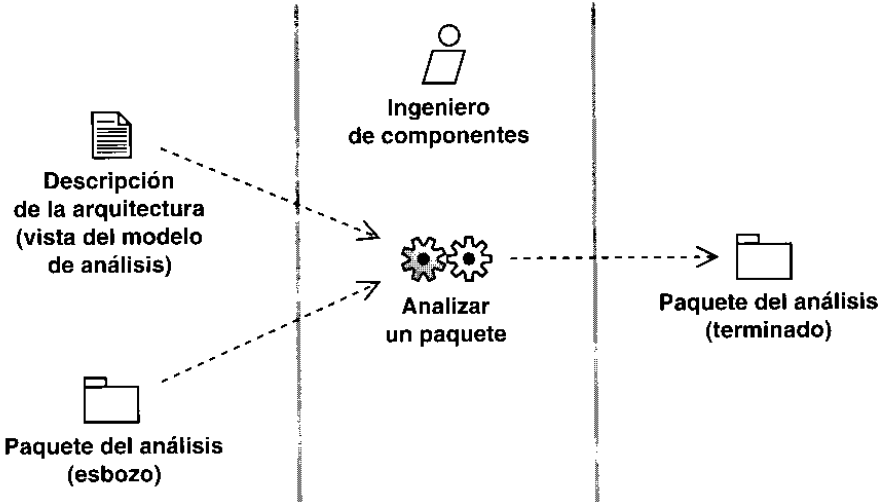 Ingeniero
de componentes
Descripción
de la arquitectura
(vista del modelo
de análisis)
Analizar
un paquete
Paquete del análisis
(terminado)
Paquete del análisis
(esbozo)